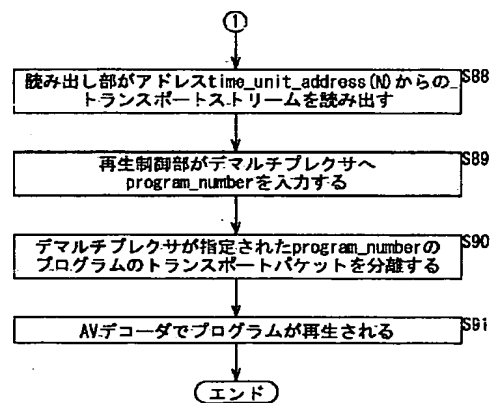 ①
読み出し部がアドレスtime_unit_address(N)からの
トランスポートストリームを読み出す
S88
再生制御部がデマルチプレクサへ
program_numberを入力する
S89
デマルチプレクサが指定されたprogram_numberの
プログラムのトランスポートパケットを分離する
S90
AVデコーダでプログラムが再生される
S91
エンド